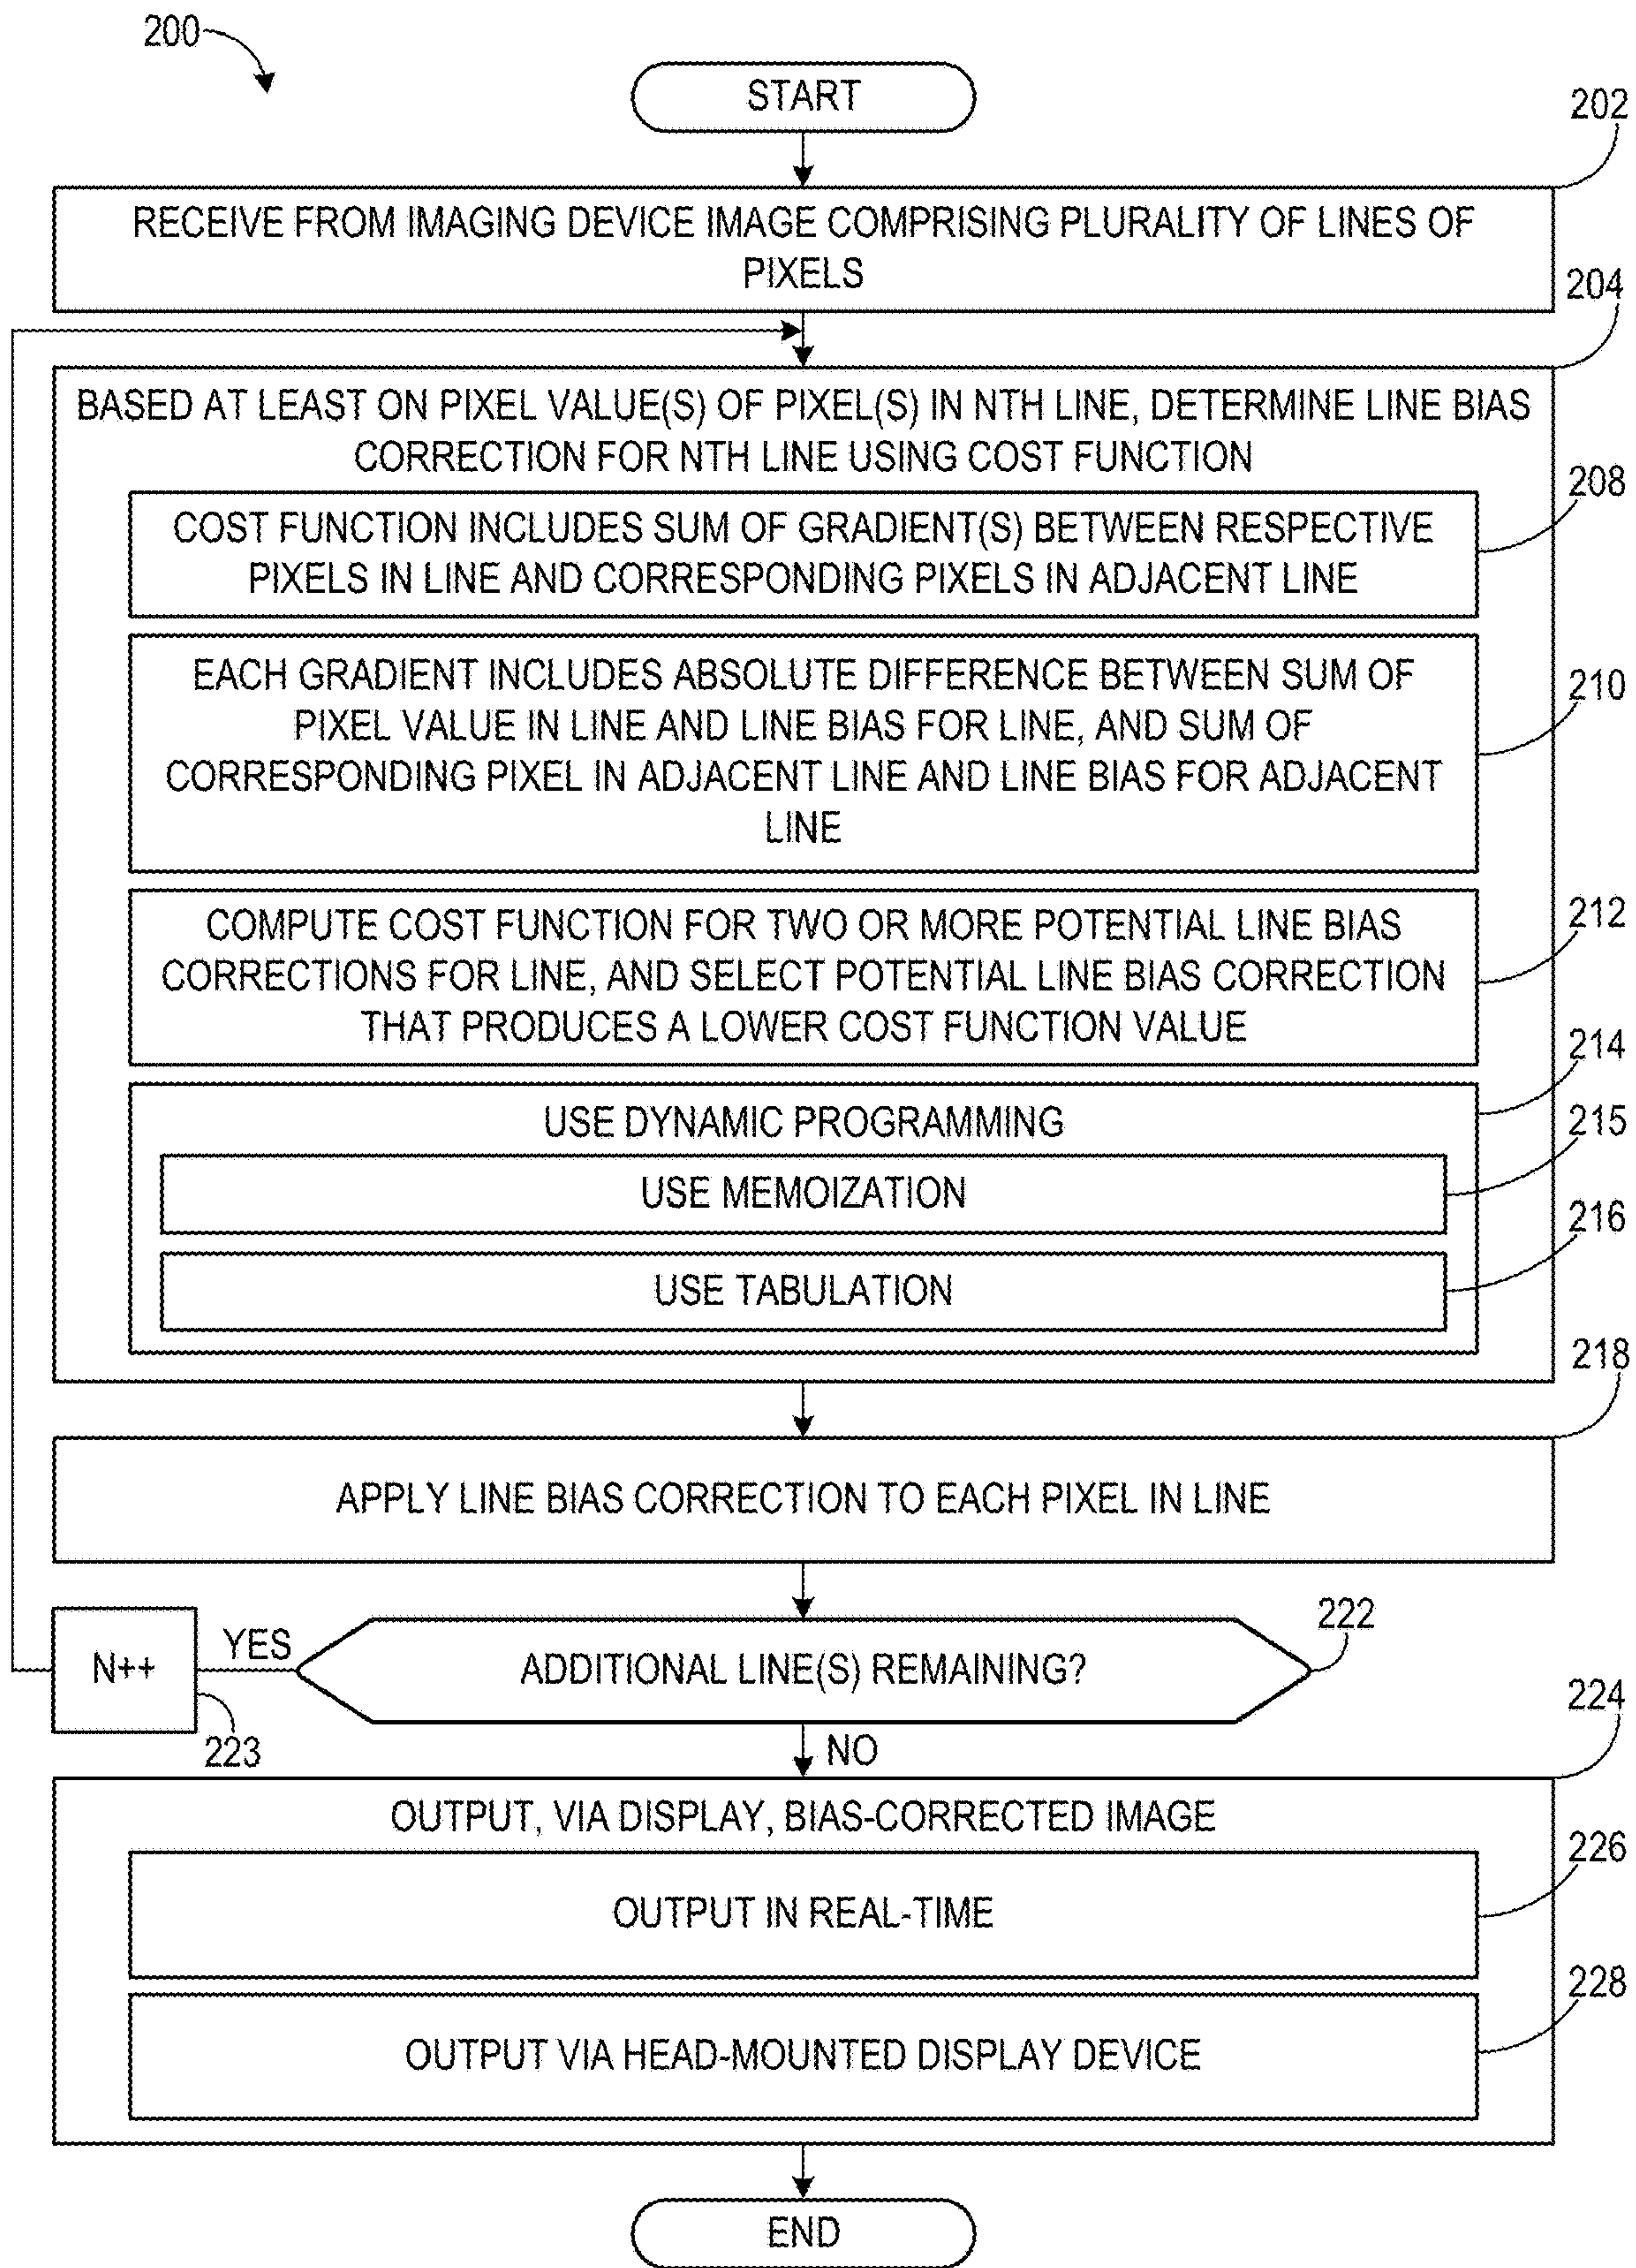 200
START
202
RECEIVE FROM IMAGING DEVICE IMAGE COMPRISING PLURALITY OF LINES OF
PIXELS
204
BASED AT LEAST ON PIXEL VALUE(S) OF PIXEL(S) IN NTH LINE, DETERMINE LINE BIAS
CORRECTION FOR NTH LINE USING COST FUNCTION
208
COST FUNCTION INCLUDES SUM OF GRADIENT(S) BETWEEN RESPECTIVE
PIXELS IN LINE AND CORRESPONDING PIXELS IN ADJACENT LINE
210
EACH GRADIENT INCLUDES ABSOLUTE DIFFERENCE BETWEEN SUM OF
PIXEL VALUE IN LINE AND LINE BIAS FOR LINE, AND SUM OF
CORRESPONDING PIXEL IN ADJACENT LINE AND LINE BIAS FOR ADJACENT
LINE
212
COMPUTE COST FUNCTION FOR TWO OR MORE POTENTIAL LINE BIAS
CORRECTIONS FOR LINE, AND SELECT POTENTIAL LINE BIAS CORRECTION
THAT PRODUCES A LOWER COST FUNCTION VALUE
214
USE DYNAMIC PROGRAMMING
215
USE MEMOIZATION
216
USE TABULATION
218
APPLY LINE BIAS CORRECTION TO EACH PIXEL IN LINE
222
ADDITIONAL LINE(S) REMAINING?
YES
N++
223
NO
224
OUTPUT, VIA DISPLAY, BIAS-CORRECTED IMAGE
226
OUTPUT IN REAL-TIME
228
OUTPUT VIA HEAD-MOUNTED DISPLAY DEVICE
END